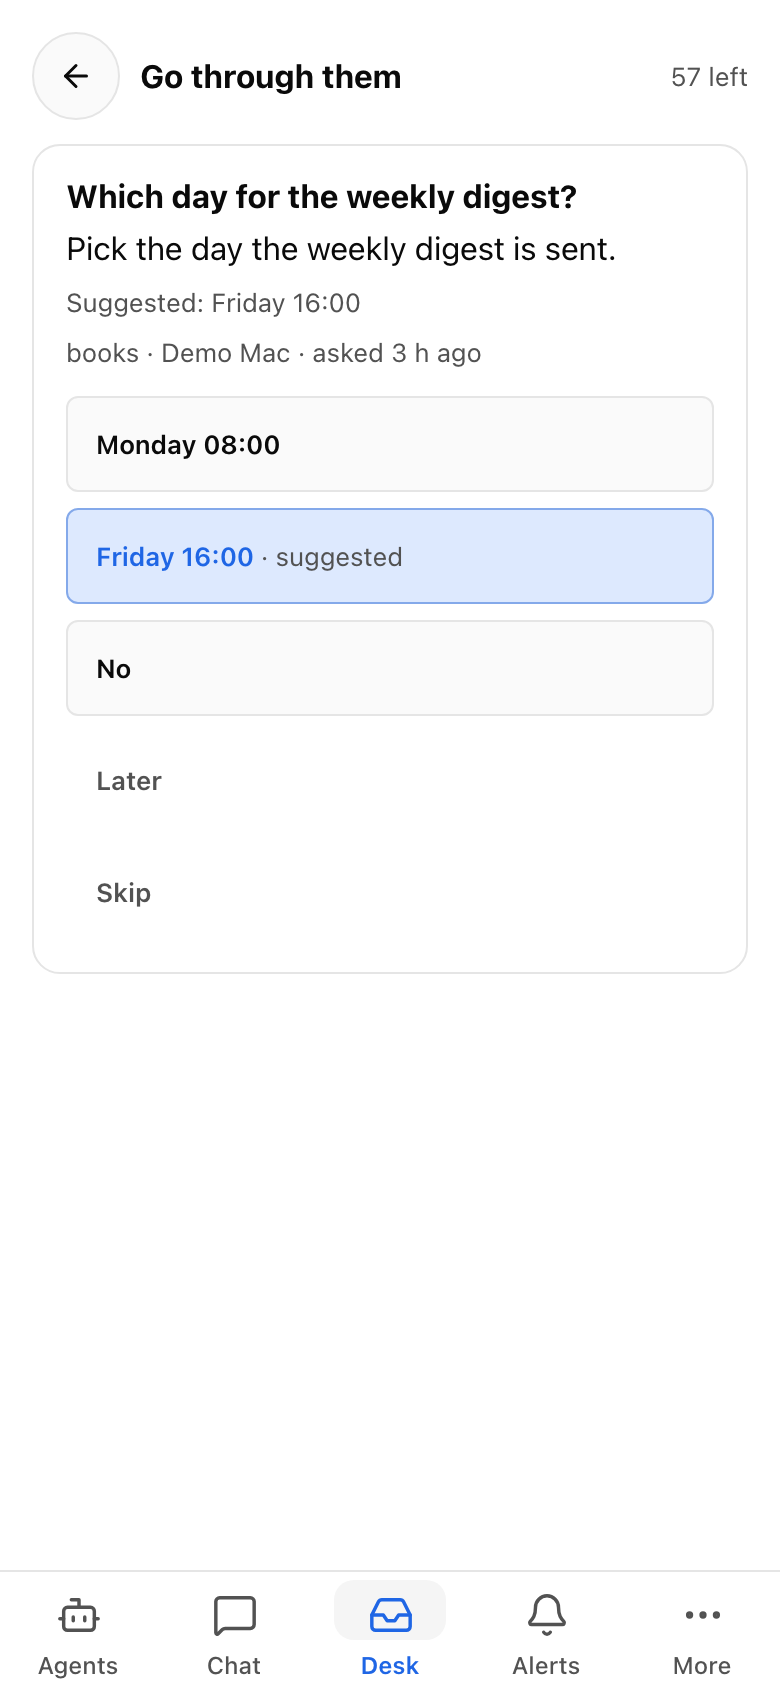 Go through them
57 left
Which day for the weekly digest?
Pick the day the weekly digest is sent.
Suggested: Friday 16:00
books · Demo Mac · asked 3 h ago
Monday 08:00
Friday 16:00 · suggested
No
Later
Skip
Agents
Chat
Desk
Alerts
More